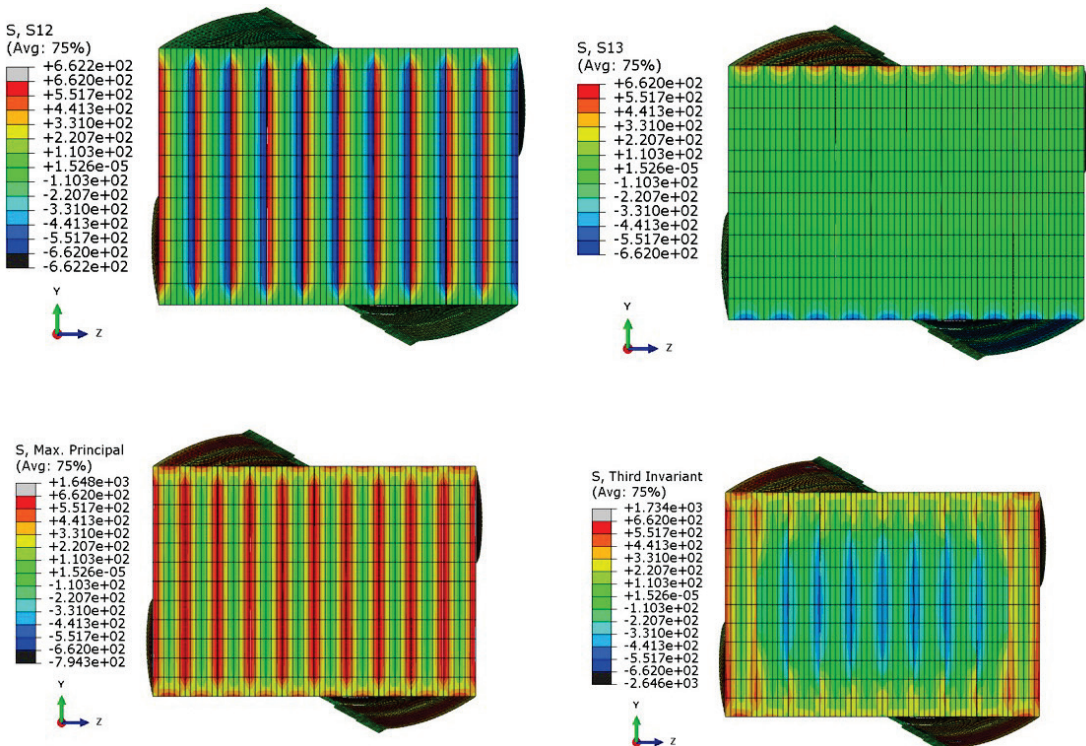 S, S12
(Avg: 75%)
+6.622e+02
+6.620e+02
+5.517e+02
+4.413e+02
+3.310e+02
+2.207e+02
+1.103e+02
+1.526e-05
-1.103e+02
-2.207e+02
-3.310e+02
-4.413e+02
-5.517e+02
-6.620e+02
-6.622e+02
Y
Z
S, S13
(Avg: 75%)
+6.620e+02
+5.517e+02
+4.413e+02
+3.310e+02
+2.207e+02
+1.103e+02
+1.526e-05
-1.103e+02
-2.207e+02
-3.310e+02
-4.413e+02
-5.517e+02
-6.620e+02
Y
Z
S, Max. Principal
(Avg: 75%)
+1.648e+03
+6.620e+02
+5.517e+02
+4.413e+02
+3.310e+02
+2.207e+02
+1.103e+02
+1.526e-05
-1.103e+02
-2.207e+02
-3.310e+02
-4.413e+02
-5.517e+02
-6.620e+02
-7.943e+02
Y
Z
S, Third Invariant
(Avg: 75%)
+1.734e+03
+6.620e+02
+5.517e+02
+4.413e+02
+3.310e+02
+2.207e+02
+1.103e+02
+1.526e-05
-1.103e+02
-2.207e+02
-3.310e+02
-4.413e+02
-5.517e+02
-6.620e+02
-2.646e+03
Y
Z